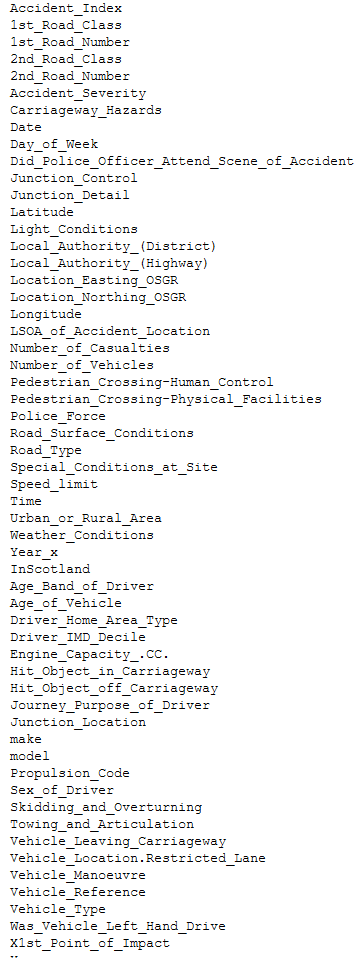 Accident_Index
1st_Road_Class
1st_Road_Number
2nd_Road_Class
2nd_Road_Number
Accident_Severity
Carriageway_Hazards
Date
Day_of_Week
Did_Police_Officer_Attend_Scene_of_Accident
Junction_Control
Junction_Detail
Latitude
Light_Conditions
Local_Authority_(District)
Local_Authority_(Highway)
Location_Easting_OSGR
Location_Northing_OSGR
Longitude
LSOA_of_Accident_Location
Number_of_Casualties
Number_of_Vehicles
Pedestrian_Crossing-Human_Control
Pedestrian_Crossing-Physical_Facilities
Police_Force
Road_Surface_Conditions
Road_Type
Special_Conditions_at_Site
Speed_limit
Time
Urban_or_Rural_Area
Weather_Conditions
Year_x
InScotland
Age_Band_of_Driver
Age_of_Vehicle
Driver_Home_Area_Type
Driver_IMD_Decile
Engine_Capacity_.CC.
Hit_Object_in_Carriageway
Hit_Object_off_Carriageway
Journey_Purpose_of_Driver
Junction_Location
make
model
Propulsion_Code
Sex_of_Driver
Skidding_and_Overturning
Towing_and_Articulation
Vehicle_Leaving_Carriageway
Vehicle_Location.Restricted_Lane
Vehicle_Manoeuvre
Vehicle_Reference
Vehicle_Type
Was_Vehicle_Left_Hand_Drive
X1st_Point_of_Impact